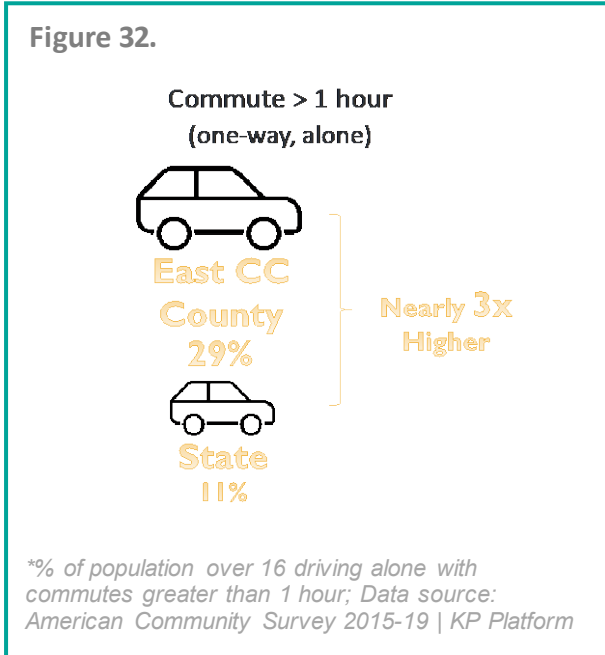 Figure 32.
Commute > 1 hour
(one-way, alone)
East CC
County
29%
Nearly 3x
Higher
State
11%
*% of population over 16 driving alone with
commutes greater than 1 hour; Data source:
American Community Survey 2015-19 | KP Platform